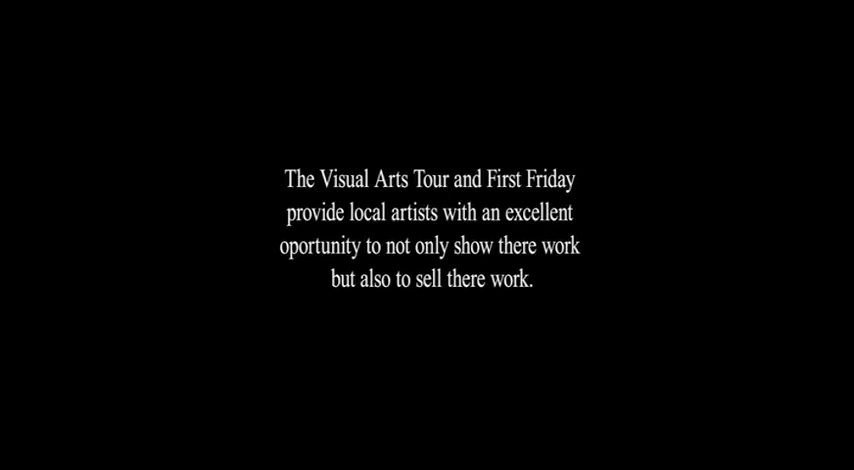 The Visual Arts Tour and First Friday
provide local artists with an excellent
oportunity to not only show there work
but also to sell there work.